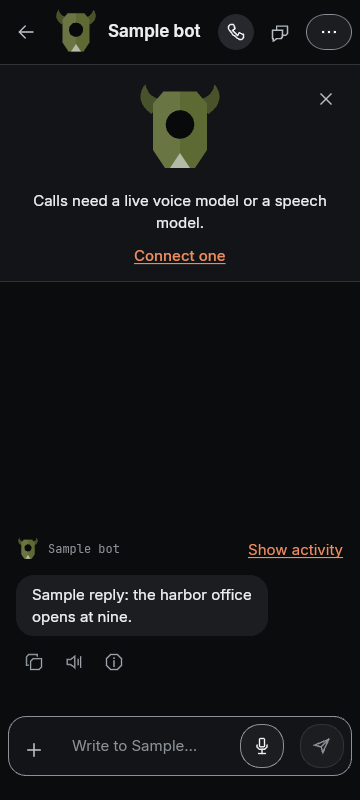 Sample bot
Calls need a live voice model or a speech
model.
Connect one
Sample bot
Show activity
Sample reply: the harbor office
opens at nine.
Write to Sample...